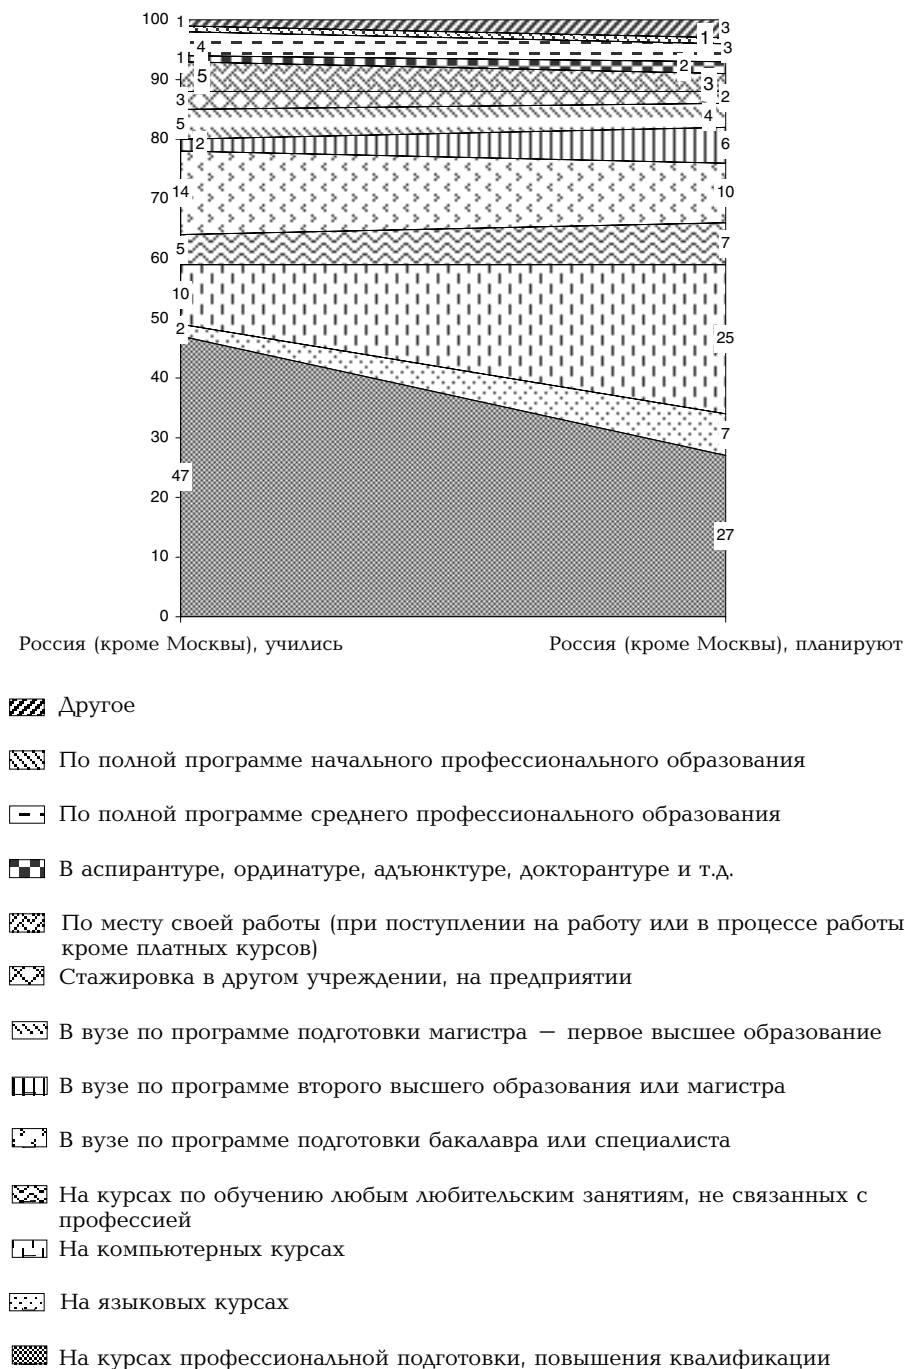 100 1 3
1 3
4
1 2
90 5 3
3 2
5 4
80 2 6
70 14 10
60 5 7
10
50 25
2
40
7
30
47
20 27
10
0
Россия (кроме Москвы), учились Россия (кроме Москвы), планируют
Другое
По полной программе начального профессионального образования
По полной программе среднего профессионального образования
В аспирантуре, ординатуре, адъюнктуре, докторантуре и т.д.
По месту своей работы (при поступлении на работу или в процессе работы
кроме платных курсов)
Стажировка в другом учреждении, на предприятии
В вузе по программе подготовки магистра — первое высшее образование
В вузе по программе второго высшего образования или магистра
В вузе по программе подготовки бакалавра или специалиста
На курсах по обучению любым любительским занятиям, не связанных с
профессией
На компьютерных курсах
На языковых курсах
На курсах профессиональной подготовки, повышения квалификации